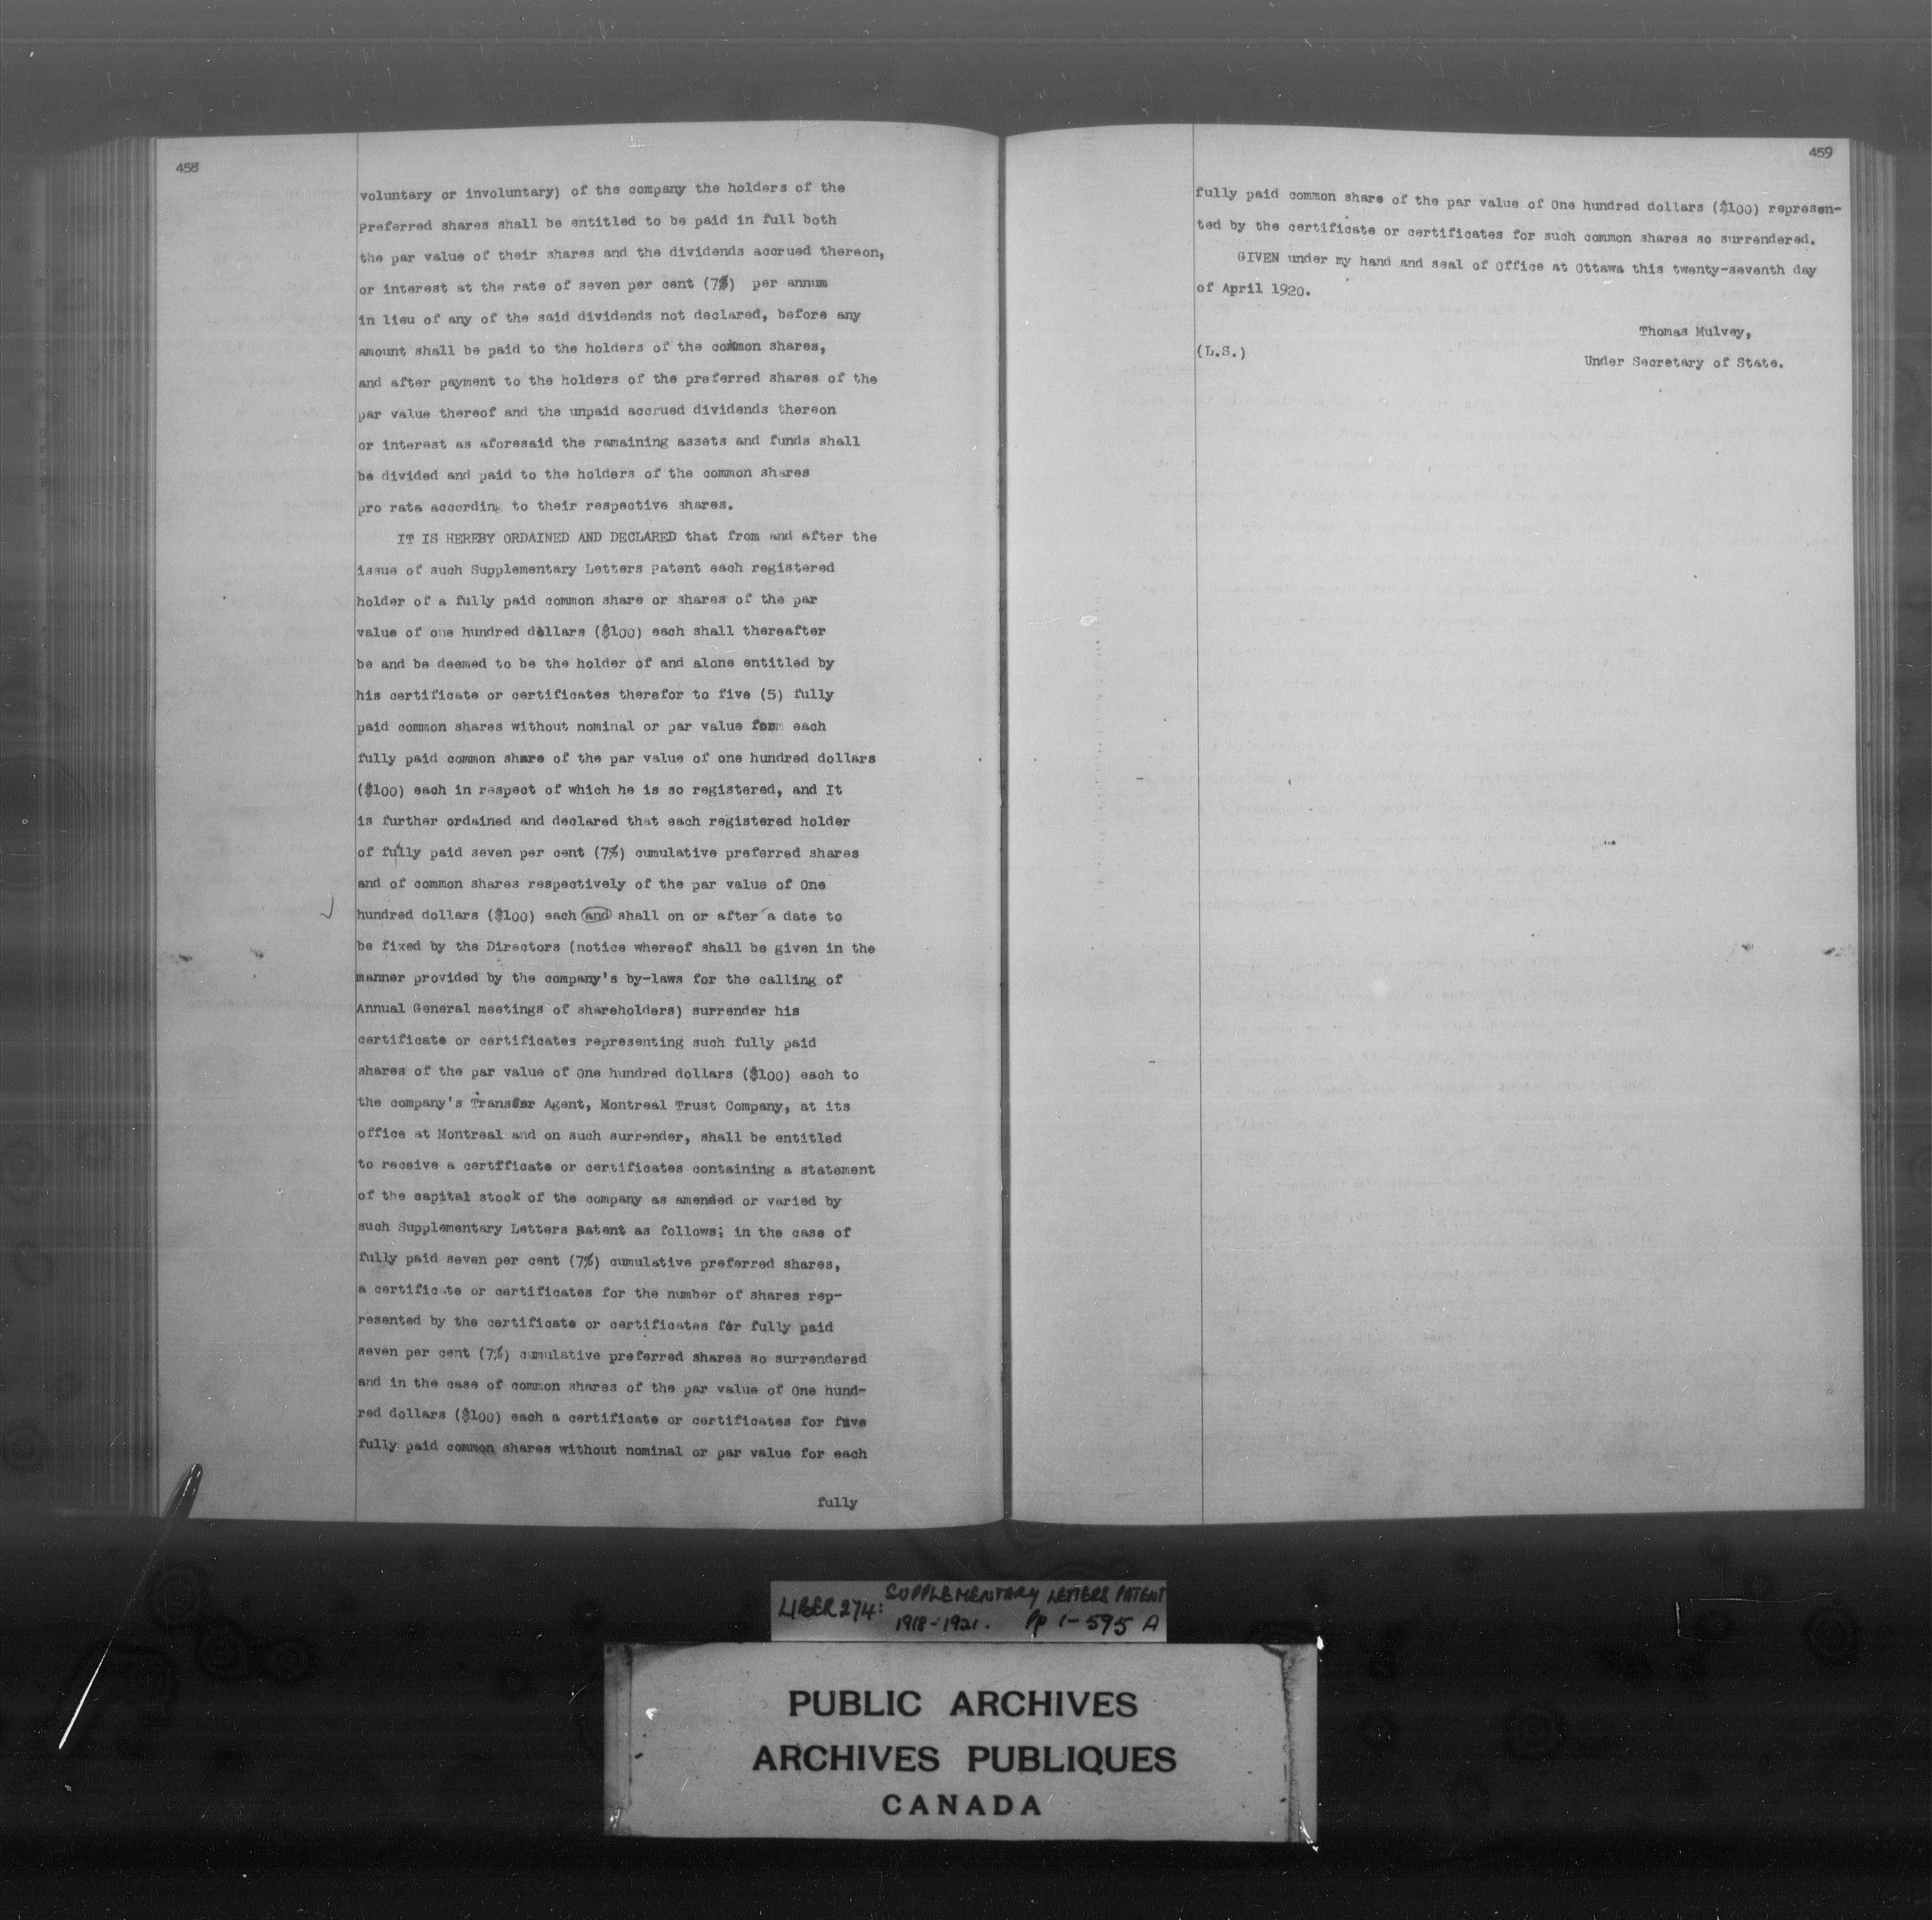 458
voluntary or involuntary) of the company the holders of the
preferred shares shall be entitled to be paid in full both
the par value of their shares and the dividends accrued thereon,
or interest at the rate of seven per cent (7%) per annum
in lieu of any of the said dividends not declared, before any
amount shall be paid to the holders of the common shares,
and after payment to the holders of the preferred shares of the
par value thereof and the unpaid accrued dividends thereon
or interest as aforesaid the ramaining assets and funds shall
be divided and paid to the holders of the common shares
pro rata according to their respective shares.
IT IS HEREBY ORDAINED AND DECLARED that from and after the
issue of such Supplementary Letters Patent each registered
holder of a fully paid common share or shares of the par
value of one hundred dollars ($100) each shall thereafter
be and be deemed to be the holder of and alone entitled by
his certificate or certificates therefor to five (5) fully
paid common shares without nominal or par value for each
fully paid common share of the par value of one hundred dollars
($100) each in respect of which he is so registered, and It
is further ordained and declared that each registered holder
of fully paid seven per cent (7%) cumulative preferred shares
and of common shares respectively of the par value of One
hundred dollars ($100) each and shall on or after a date to
be fixed by the Directors (notice whereof shall be given in the
manner provided by the company's by-laws for the calling of
Annual General meetings of shareholders) surrender his
certificate or certificates representing such fully paid
shares of the par value of One hundred dollars ($100) each to
the company's Transfer Agent, Montreal Trust Company, at its
office at Montreal and on such surrender, shall be entitled
to receive a certfficate or certificates containing a statement
of the capital stock of the company as amended or varied by
such Supplementary Letters Patent as follows; in the case of
fully paid seven per cent (7%) cumulative preferred shares,
a certificate or certificates for the number of shares rep-
resented by the certificate or certificates for fully paid
seven per cent (7%) cumulative preferred shares so surrendered
and in the case of common shares of the par value of One hund-
red dollars ($100) each a certificate or certificates for five
fully paid common shares without nominal or par value for each
fully
459
fully paid common share of the par value of One hundred dollars ($100) represen-
ted by the certificate or certificates for such common shares so surrendered.
GIVEN under my hand and seal of Office at Ottawa this twenty-seventh day
of April 1920.
Thomas Mulvey,
(L.S.)
Under Secretary of State.
LIBER 274: SUPPLEMENTARY LETTERS PATENT
1918-1921. Pp 1-595 A
PUBLIC ARCHIVES
ARCHIVES PUBLIQUES
CANADA